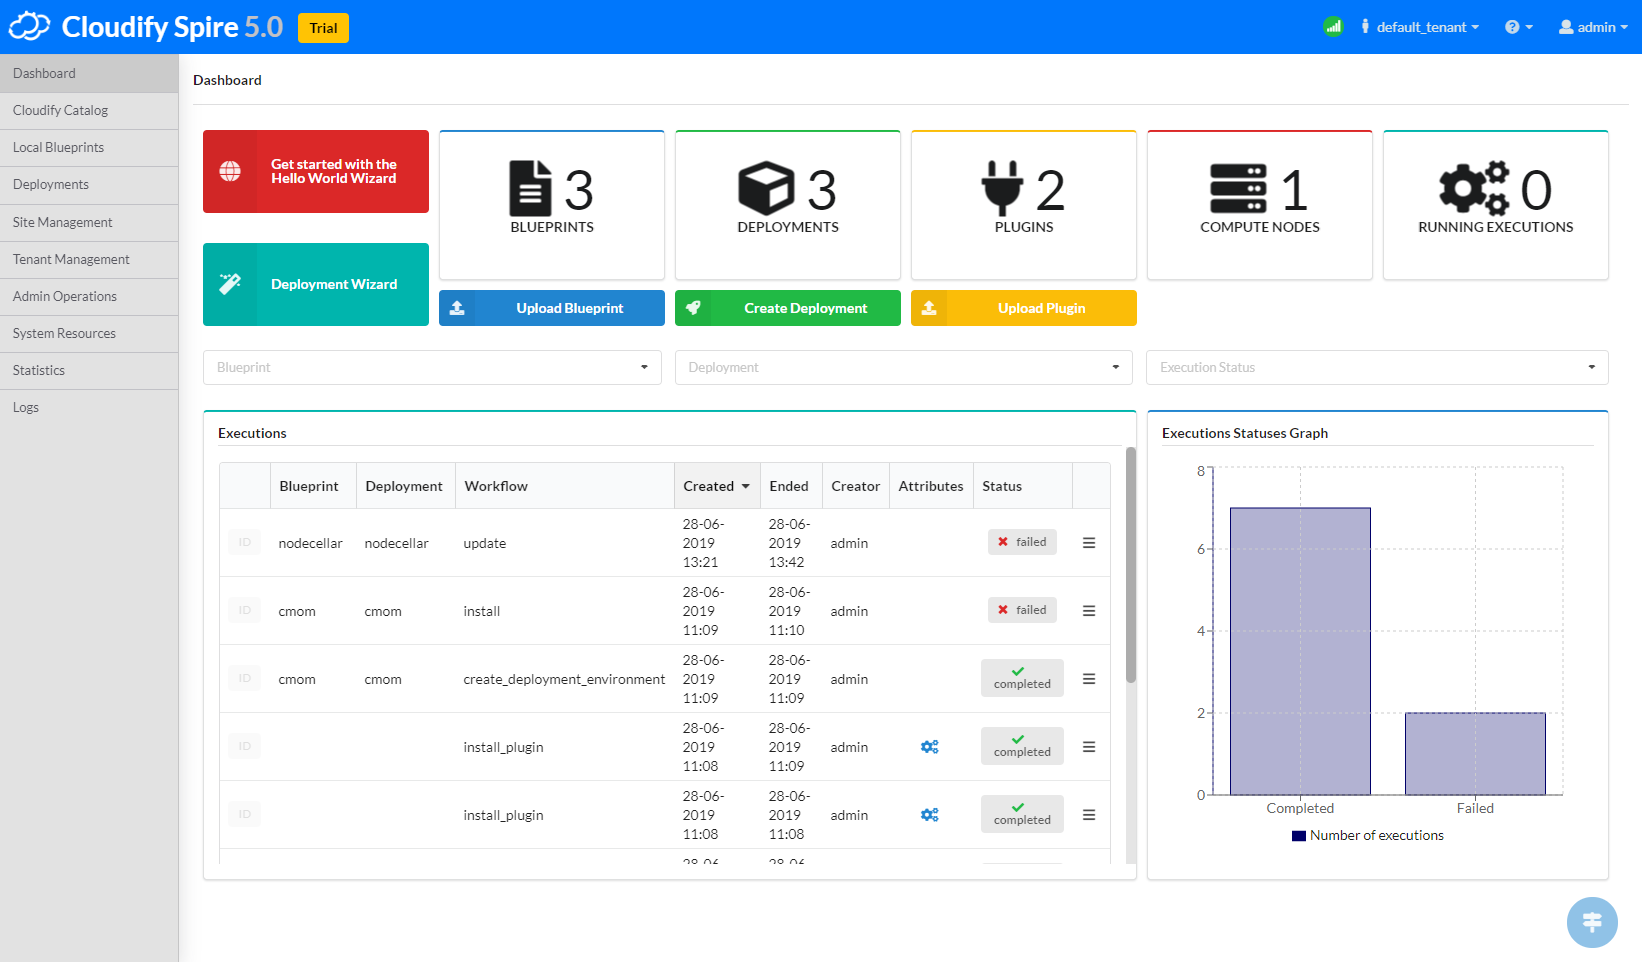 Cloudify Spire 5.0 Trial
default_tenant
admin
Dashboard
Cloudify Catalog
Local Blueprints
Deployments
Site Management
Tenant Management
Admin Operations
System Resources
Statistics
Logs
Dashboard
Get started with the
Hello World Wizard
Deployment Wizard
3
BLUEPRINTS
3
DEPLOYMENTS
2
PLUGINS
1
COMPUTE NODES
0
RUNNING EXECUTIONS
Upload Blueprint
Create Deployment
Upload Plugin
Blueprint
Deployment
Execution Status
Executions
Blueprint Deployment Workflow Created Ended Creator Attributes Status
ID nodecellar nodecellar update 28-06-2019 13:21 28-06-2019 13:42 admin failed
ID cmom cmom install 28-06-2019 11:09 28-06-2019 11:10 admin failed
ID cmom cmom create_deployment_environment 28-06-2019 11:09 28-06-2019 11:09 admin completed
ID install_plugin 28-06-2019 11:08 28-06-2019 11:09 admin completed
ID install_plugin 28-06-2019 11:08 28-06-2019 11:08 admin completed
28-06- 28-06-
Executions Statuses Graph
8
6
4
2
0
Completed Failed
Number of executions